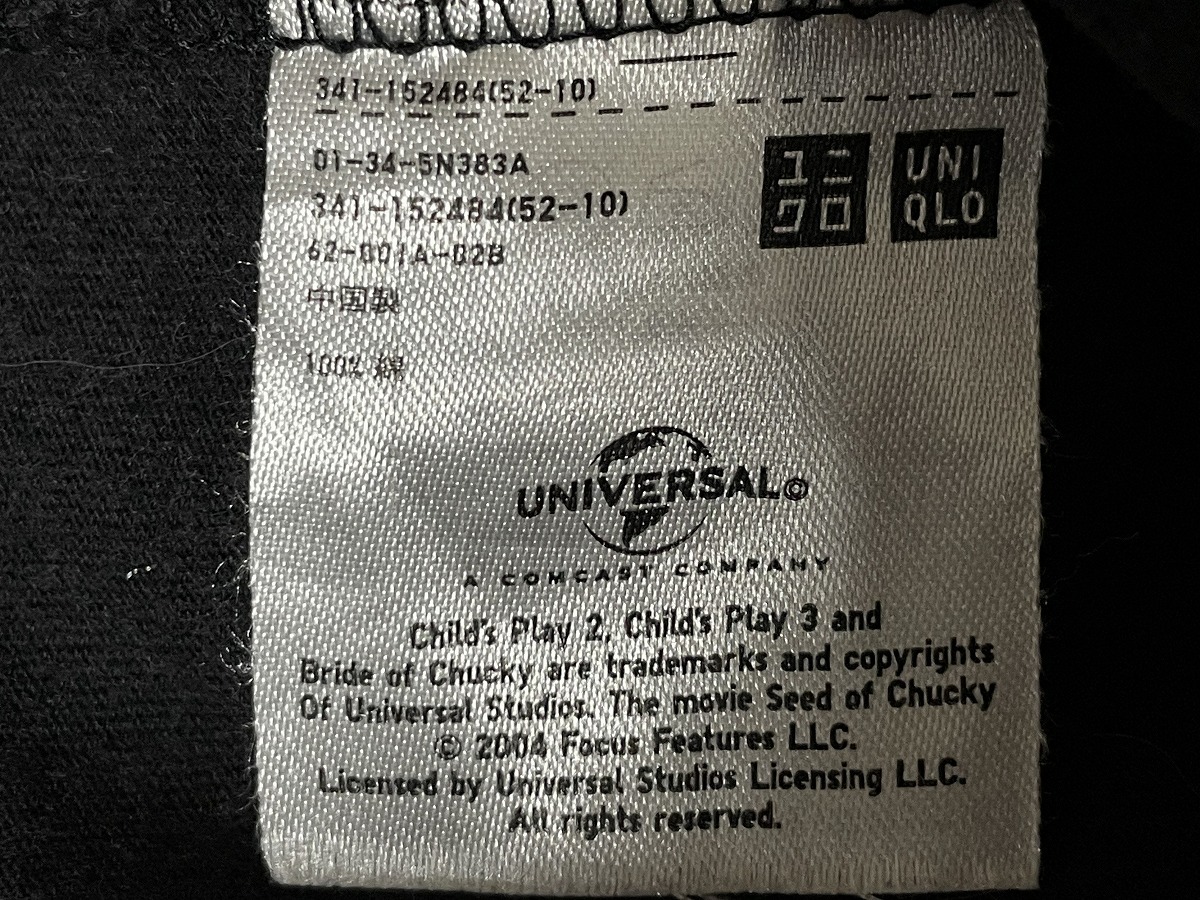 341-152484(52-10)
01-34-5N383A
341-152484(52-10)
62-001A-02B
中国製
100% 綿
ユニ
クロ
UNI
QLO
UNIVERSAL©
A COMCAST COMPANY
Child's Play 2, Child's Play 3 and
Bride of Chucky are trademarks and copyrights
Of Universal Studios. The movie Seed of Chucky
© 2004 Focus Features LLC.
Licensed by Universal Studios Licensing LLC.
All rights reserved.